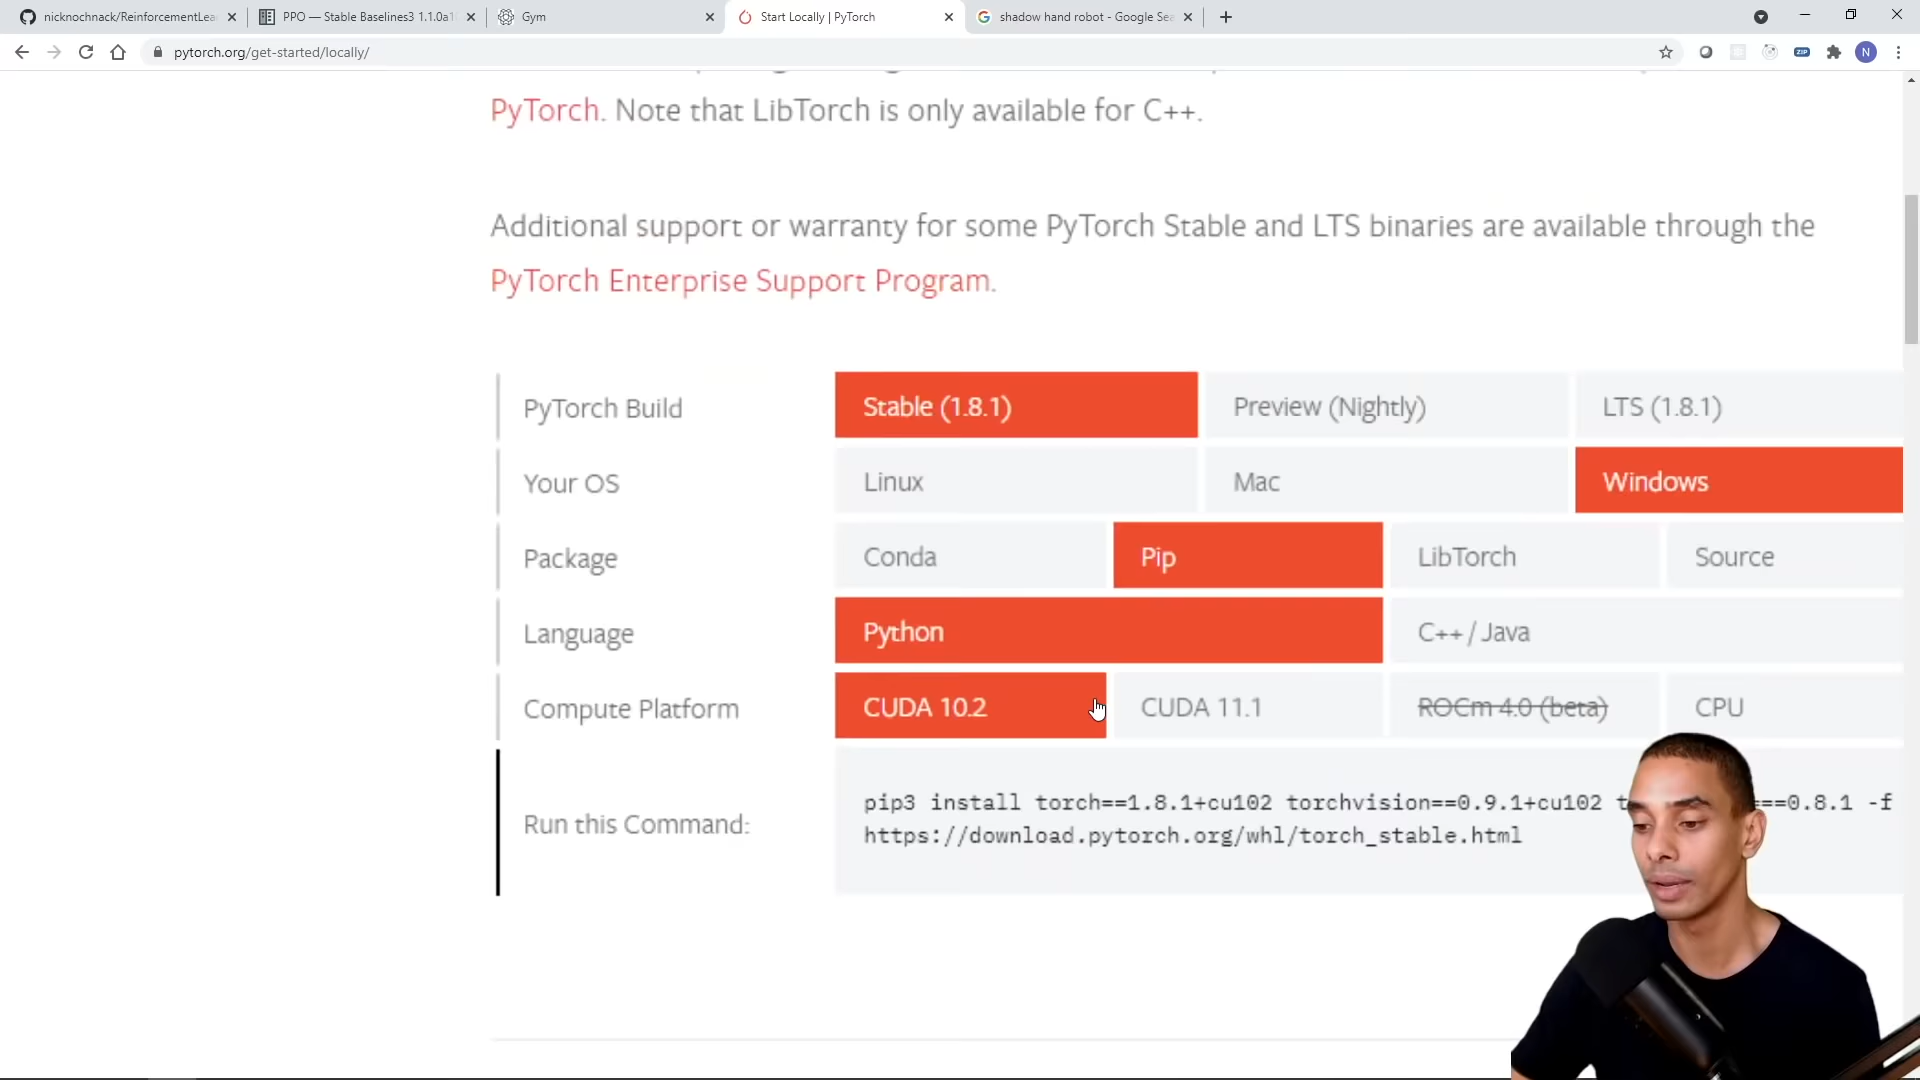 nicknochnack/ReinforcementLea
PPO — Stable Baselines3 1.1.0a1
Gym
Start Locally | PyTorch
shadow hand robot - Google Sea
pytorch.org/get-started/locally/
ZIP
N
PyTorch. Note that LibTorch is only available for C++.
Additional support or warranty for some PyTorch Stable and LTS binaries are available through the
PyTorch Enterprise Support Program.
PyTorch Build
Stable (1.8.1)
Preview (Nightly)
LTS (1.8.1)
Your OS
Linux
Mac
Windows
Package
Conda
Pip
LibTorch
Source
Language
Python
C++ / Java
Compute Platform
CUDA 10.2
CUDA 11.1
ROCm 4.0 (beta)
CPU
Run this Command:
pip3 install torch==1.8.1+cu102 torchvision==0.9.1+cu102 ==0.8.1 -f
https://download.pytorch.org/whl/torch_stable.html